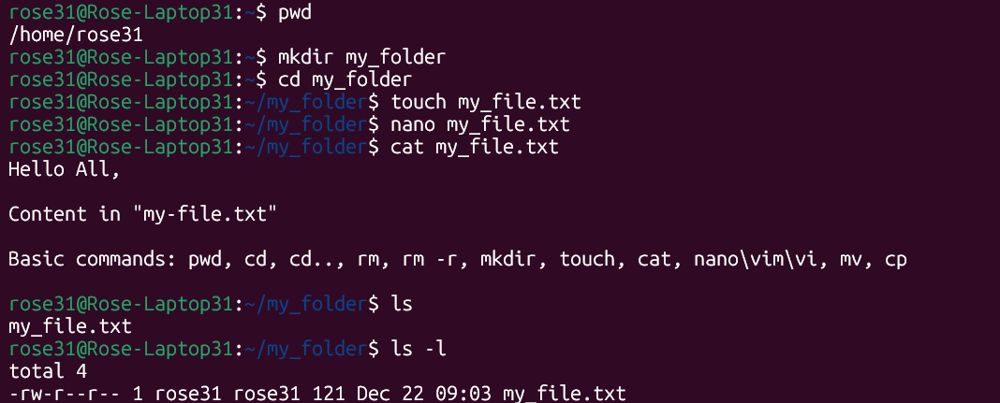 rose31@Rose-Laptop31:~$ pwd
/home/rose31
rose31@Rose-Laptop31:~$ mkdir my_folder
rose31@Rose-Laptop31:~$ cd my_folder
rose31@Rose-Laptop31:~/my_folder$ touch my_file.txt
rose31@Rose-Laptop31:~/my_folder$ nano my_file.txt
rose31@Rose-Laptop31:~/my_folder$ cat my_file.txt
Hello All,
Content in "my-file.txt"
Basic commands: pwd, cd, cd.., rm, rm -r, mkdir, touch, cat, nano\vim\vi, mv, cp
rose31@Rose-Laptop31:~/my_folder$ ls
my_file.txt
rose31@Rose-Laptop31:~/my_folder$ ls -l
total 4
-rw-r--r-- 1 rose31 rose31 121 Dec 22 09:03 my_file.txt